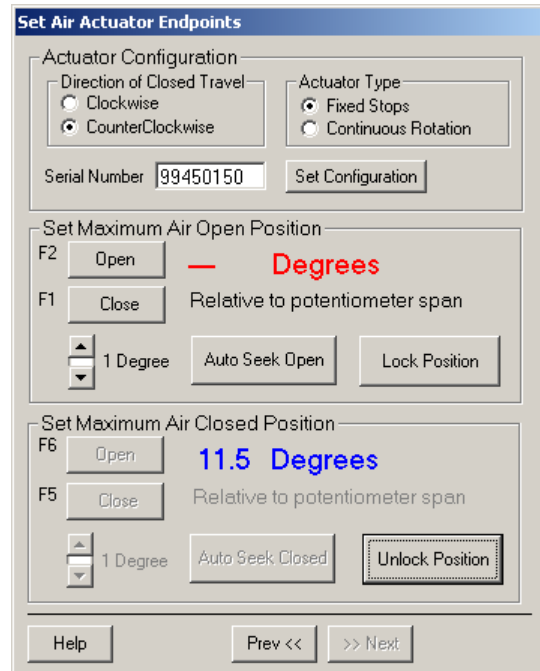 Set Air Actuator Endpoints
Actuator Configuration
Direction of Closed Travel
Clockwise
CounterClockwise
Actuator Type
Fixed Stops
Continuous Rotation
Serial Number 99450150 Set Configuration
Set Maximum Air Open Position
F2 Open — Degrees
F1 Close Relative to potentiometer span
1 Degree Auto Seek Open Lock Position
Set Maximum Air Closed Position
F6 Open 11.5 Degrees
F5 Close Relative to potentiometer span
1 Degree Auto Seek Closed Unlock Position
Help Prev << >> Next